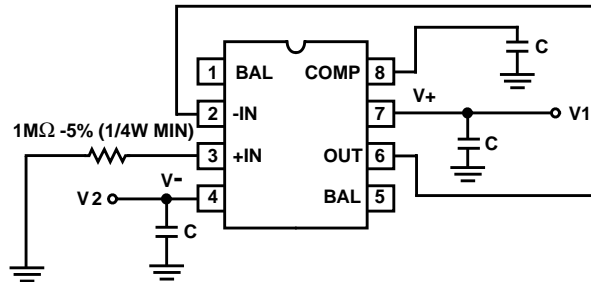 1 BAL COMP 8 C
V+
2 -IN 7 V1
1MΩ -5% (1/4W MIN)
3 +IN OUT 6 C
V-
V2 4 BAL 5
C